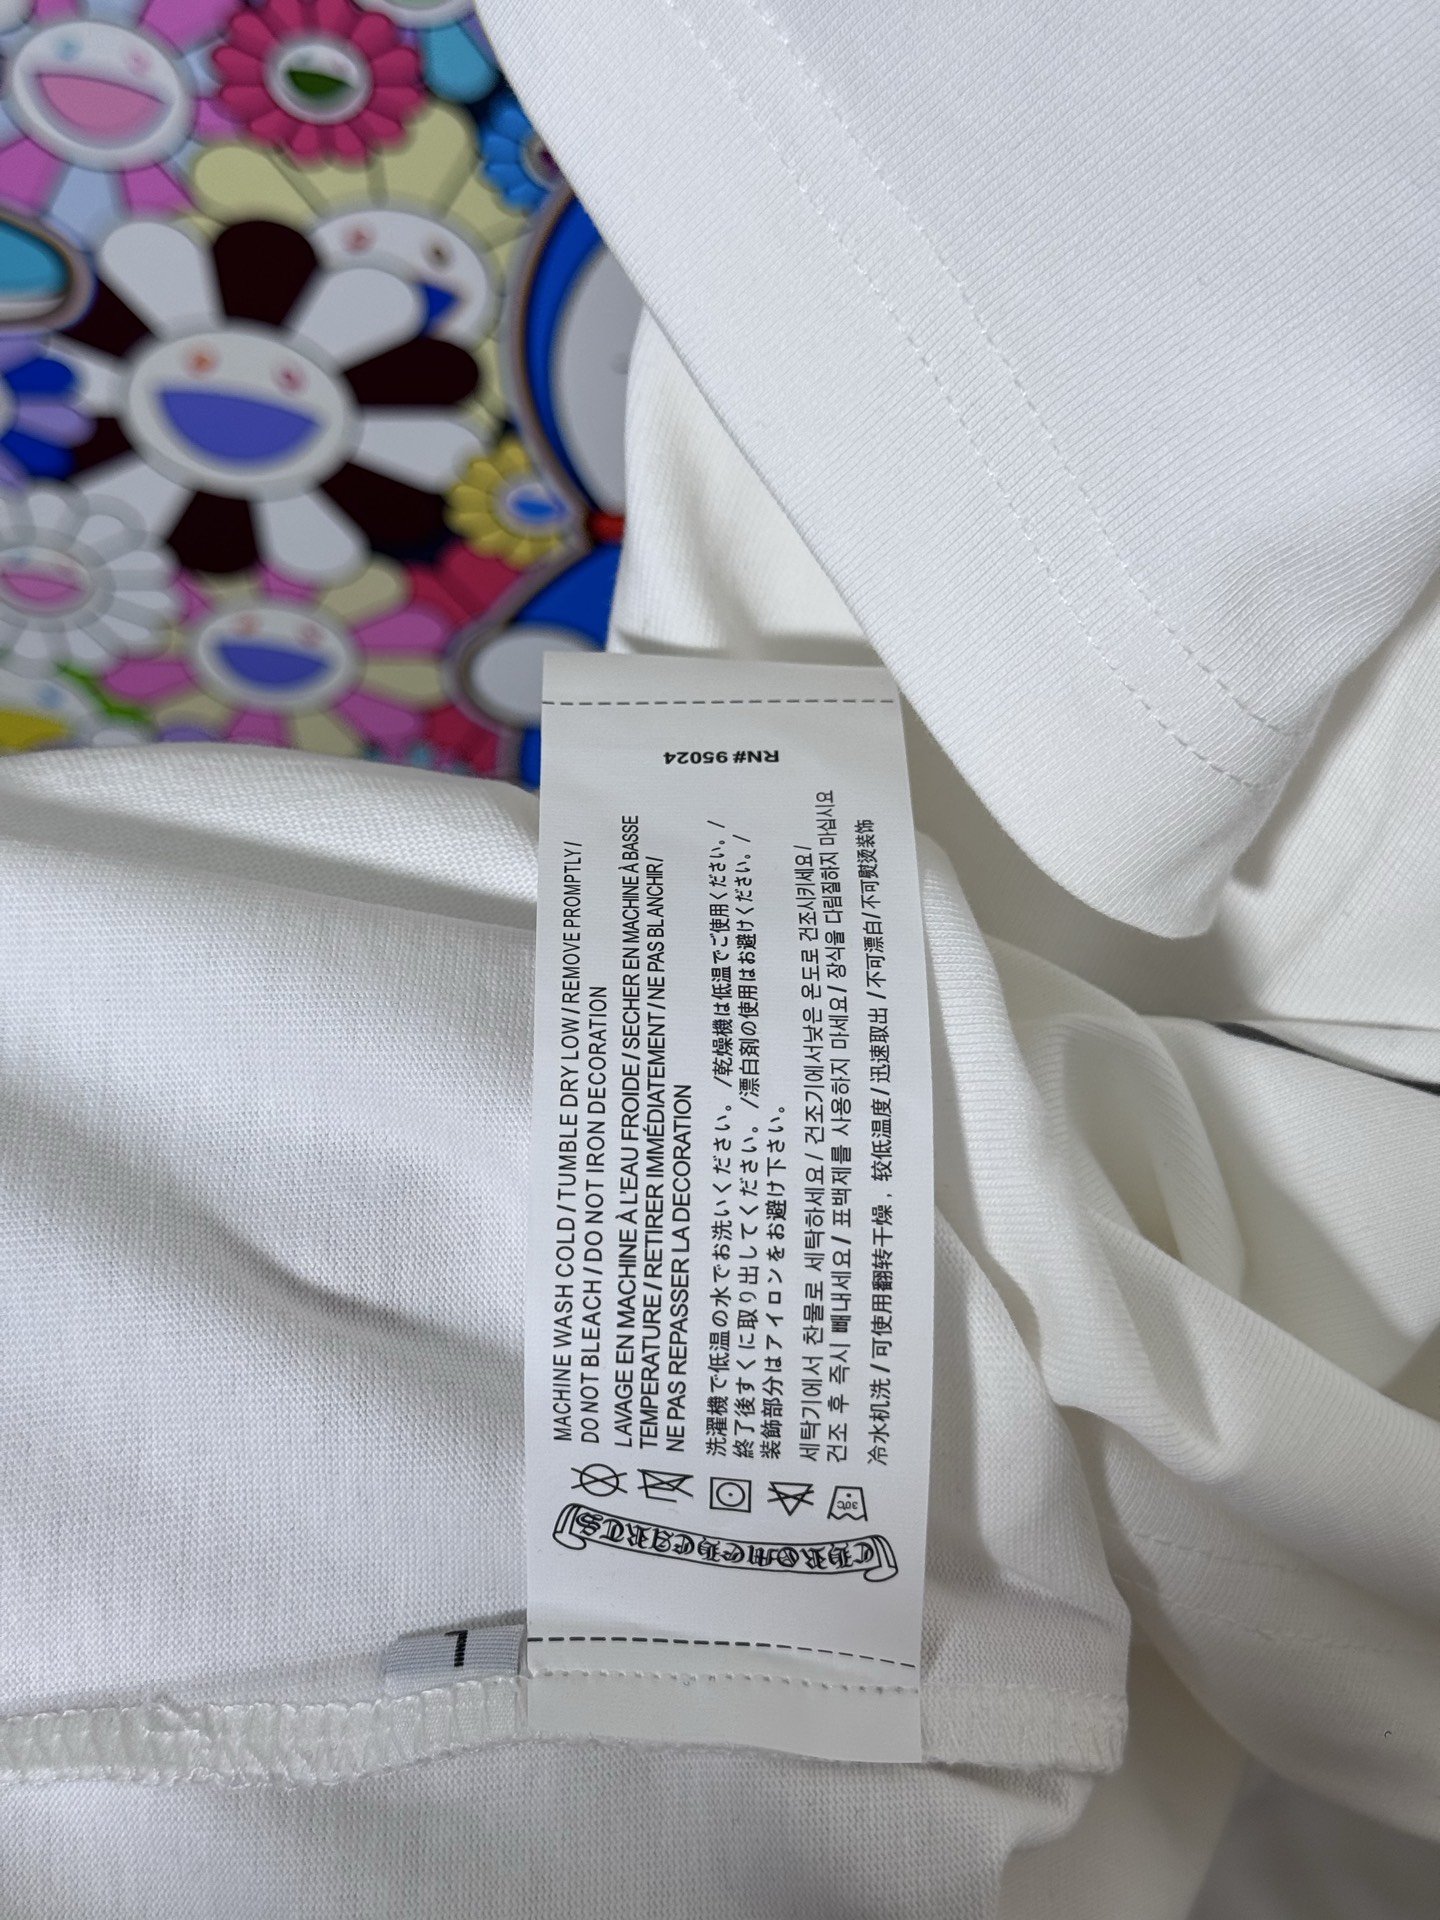 MACHINE WASH COLD / TUMBLE DRY LOW / REMOVE PROMPTLY /
DO NOT BLEACH / DO NOT IRON DECORATION
LAVAGE EN MACHINE À L'EAU FROIDE / SECHER EN MACHINE À BASSE
TEMPERATURE / RETIRER IMMÉDIATEMENT / NE PAS BLANCHIR /
NE PAS REPASSER LA DECORATION
洗濯機で低温の水でお洗いください。/乾燥機は低温でご使用ください。/
終了後すぐに取り出してください。/漂白剤の使用はお避けください。/
装飾部分はアイロンをお避け下さい。
세탁기에서 찬물로 세탁하세요/ 건조기에서낮은 온도로 건조시키세요/
건조 후 즉시 빼내세요/ 표백제를 사용하지 마세요/ 장식을 다림질하지 마십시요
冷水机洗 / 可使用翻转干燥，较低温度 / 迅速取出 / 不可漂白/ 不可熨烫装饰
30℃
CHROME HEARTS
RN# 95024
L